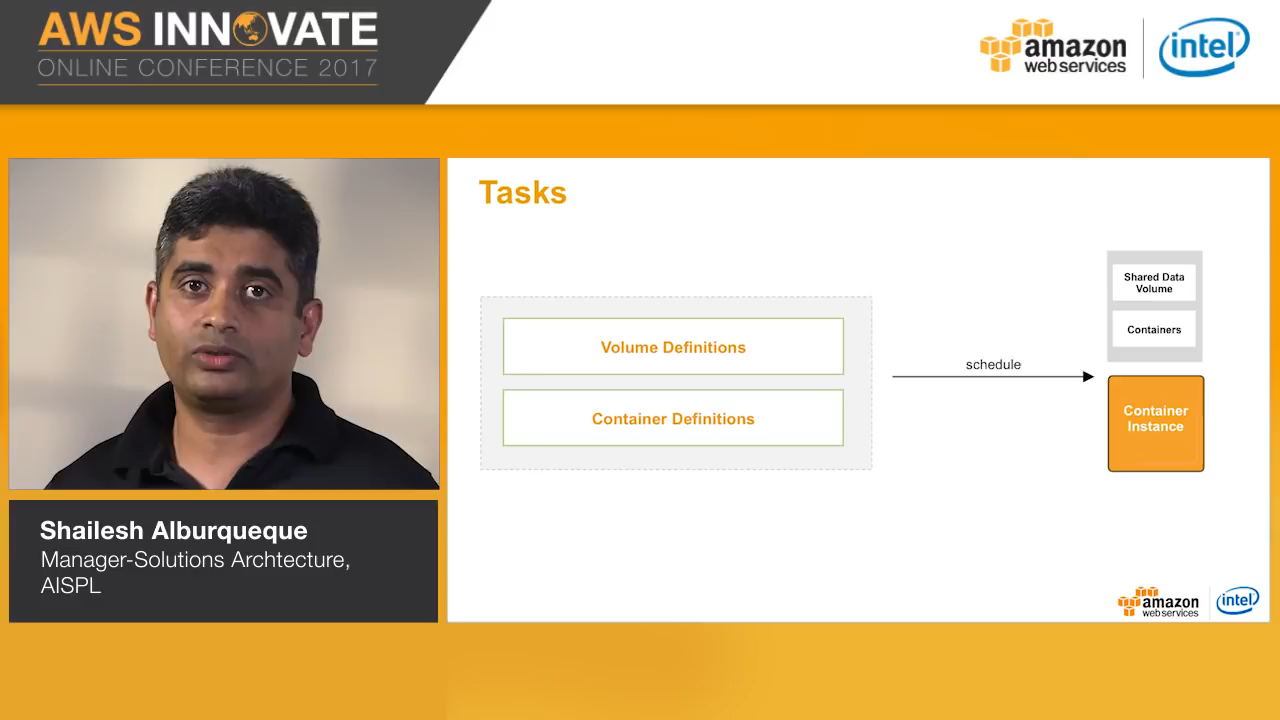 AWS INNOVATE
ONLINE CONFERENCE 2017
amazon
web services
intel
Tasks
Volume Definitions
Container Definitions
schedule
Shared Data
Volume
Containers
Container
Instance
Shailesh Alburqueque
Manager-Solutions Archtecture,
AISPL
amazon
web services
intel